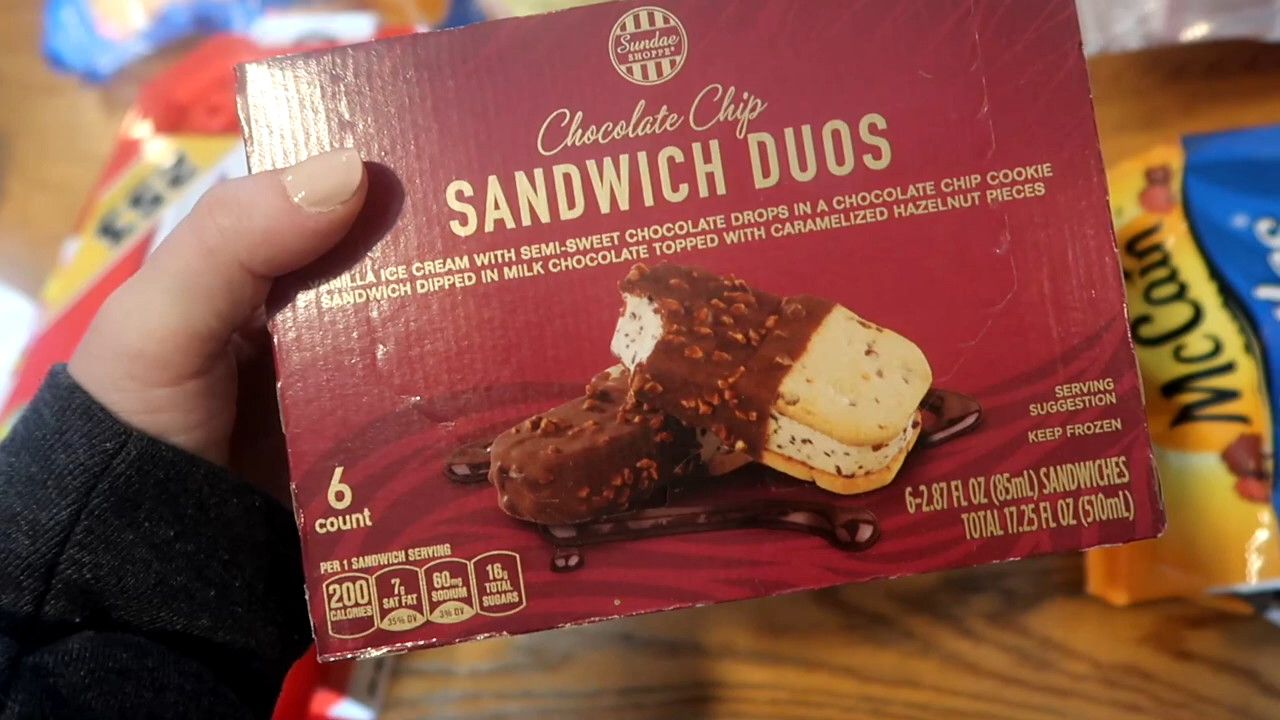 Sundae
SHOPPE®
Chocolate Chip
SANDWICH DUOS
VANILLA ICE CREAM WITH SEMI-SWEET CHOCOLATE DROPS IN A CHOCOLATE CHIP COOKIE
SANDWICH DIPPED IN MILK CHOCOLATE TOPPED WITH CARAMELIZED HAZELNUT PIECES
SERVING
SUGGESTION
KEEP FROZEN
6
count
6-2.87 FL OZ (85mL) SANDWICHES
TOTAL 17.25 FL OZ (510mL)
PER 1 SANDWICH SERVING
200
CALORIES
7g
SAT FAT
35% DV
60mg
SODIUM
3% DV
16g
TOTAL
SUGARS
McCain